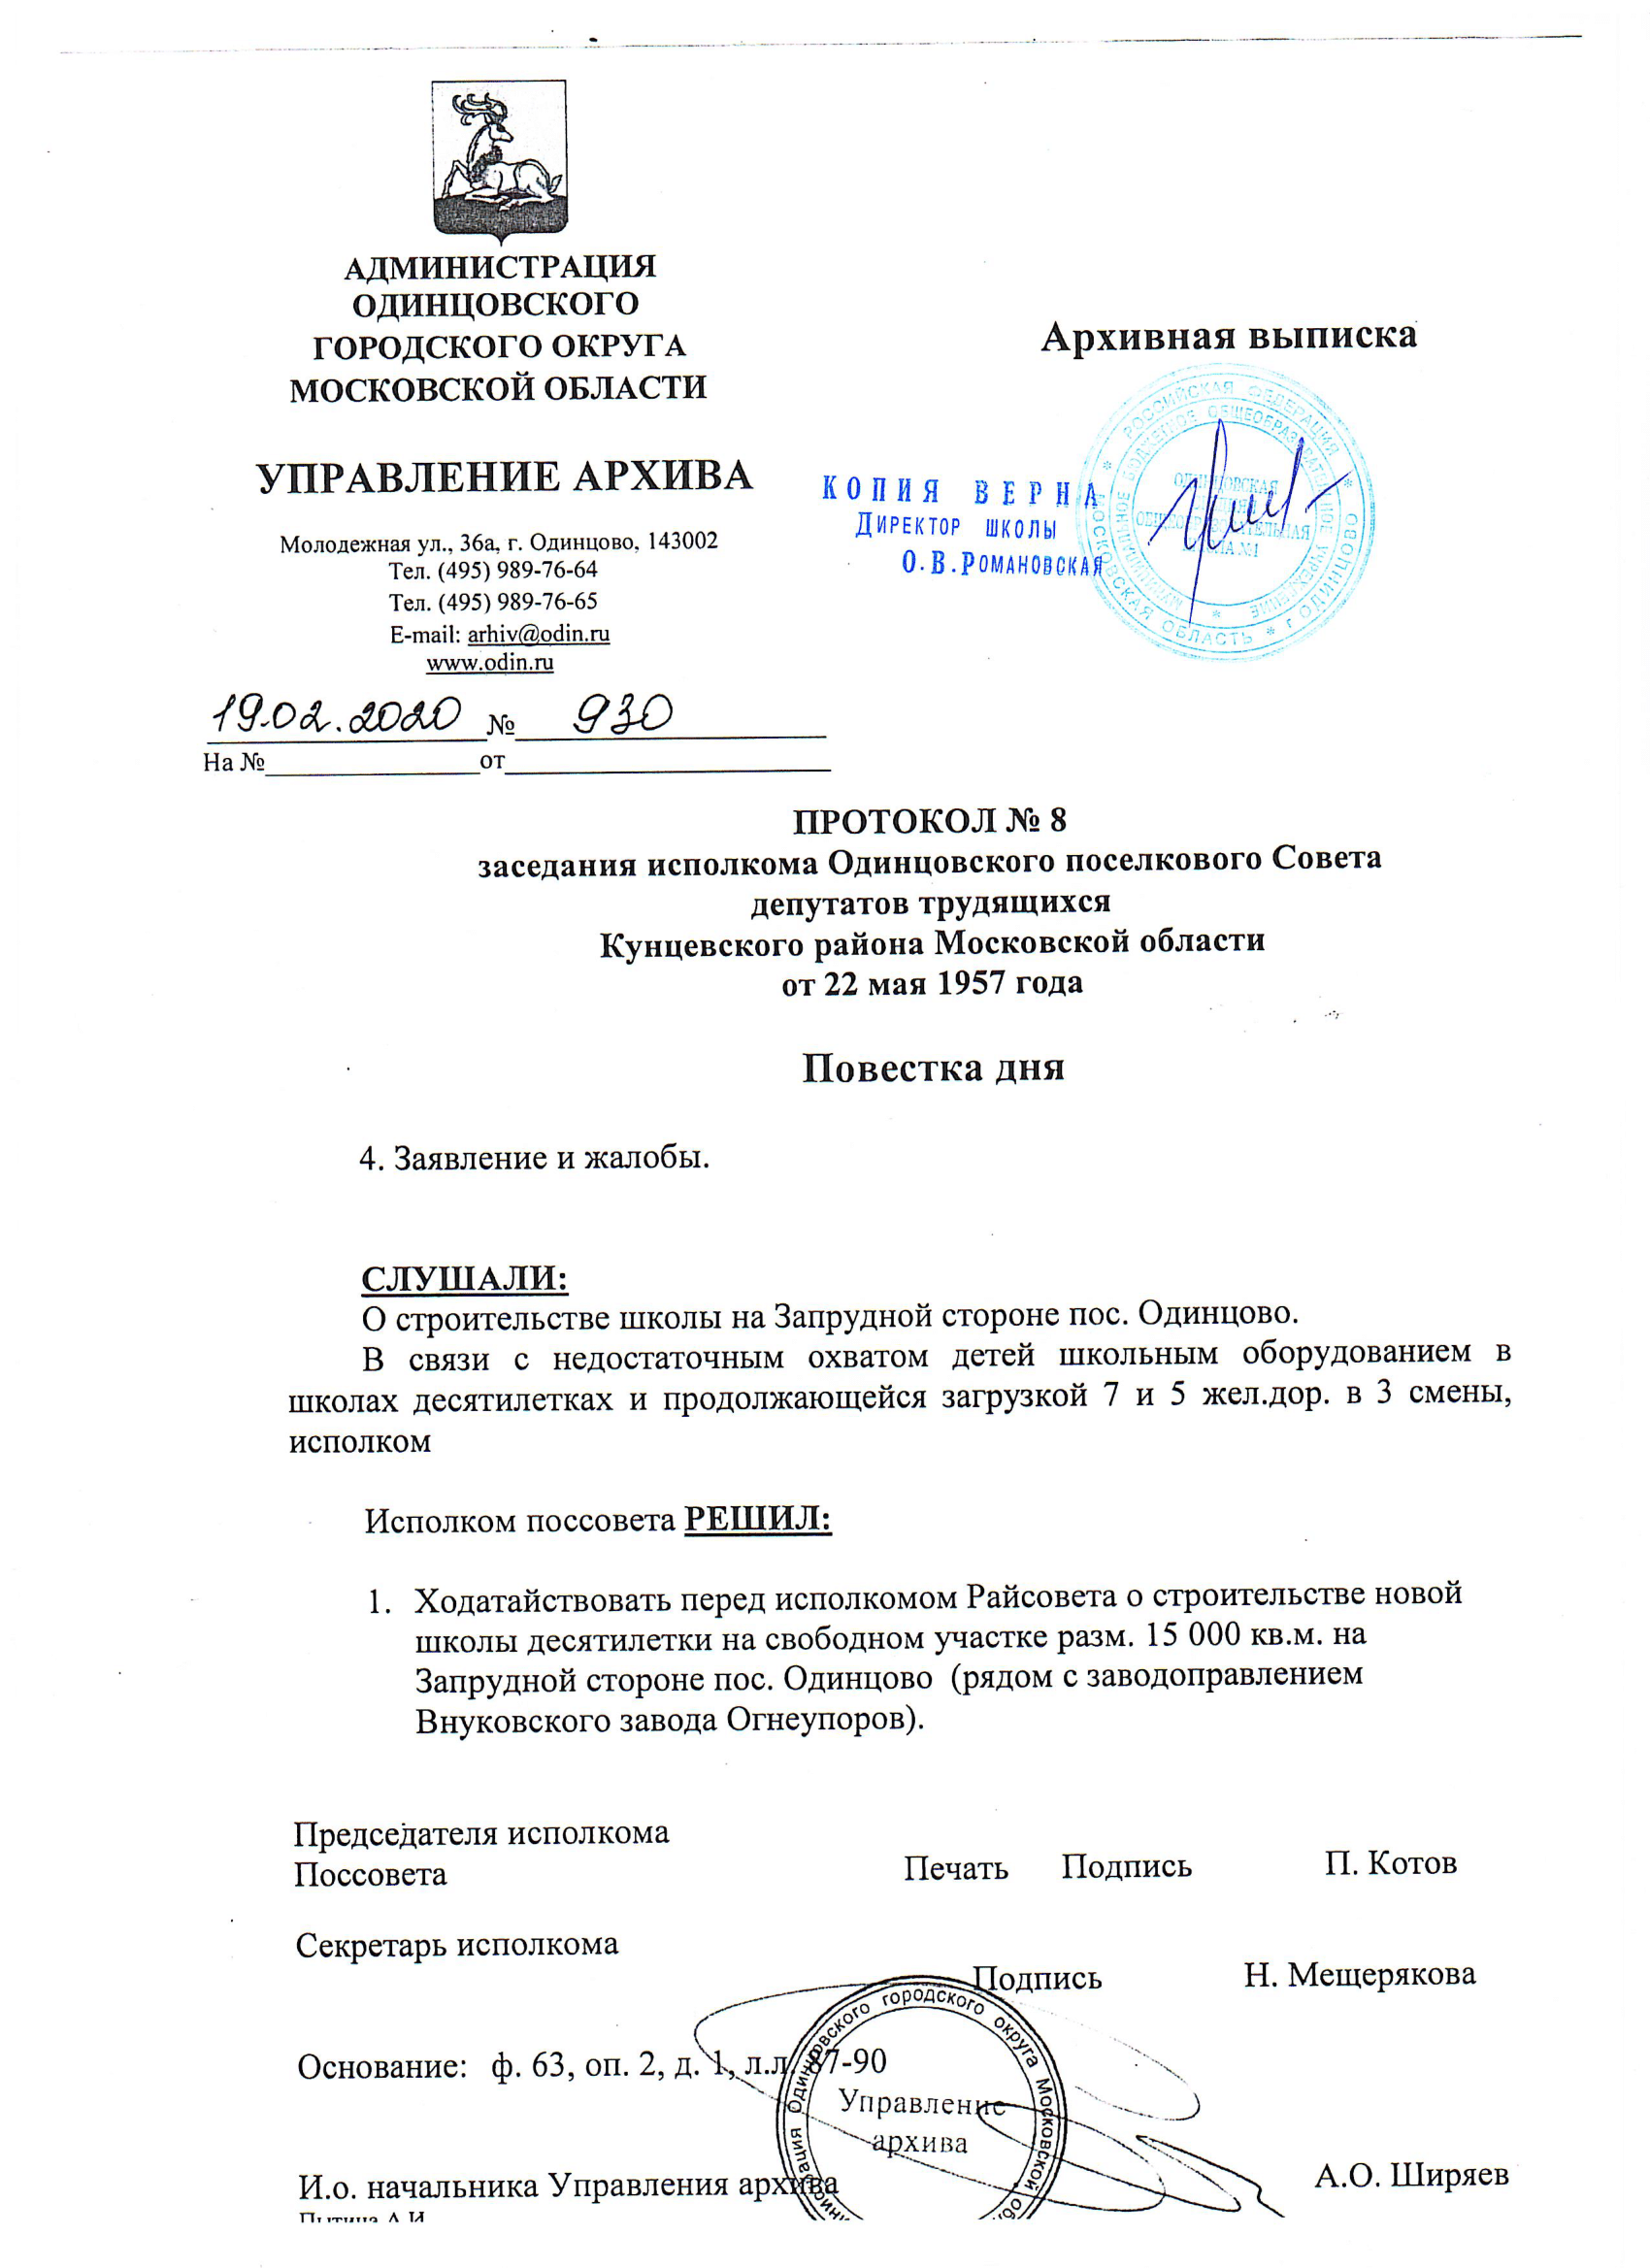 АДМИНИСТРАЦИЯ
ОДИНЦОВСКОГО
ГОРОДСКОГО ОКРУГА
МОСКОВСКОЙ ОБЛАСТИ
УПРАВЛЕНИЕ АРХИВА
Молодежная ул., 36а, г. Одинцово, 143002
Тел. (495) 989-76-64
Тел. (495) 989-76-65
E-mail: arhiv@odin.ru
www.odin.ru
19.02.2020 № 930
На № от
Архивная выписка
КОПИЯ ВЕРНА
ДИРЕКТОР ШКОЛЫ
О.В.РОМАНОВСКАЯ
РОССИЙСКАЯ ФЕДЕРАЦИЯ * МОСКОВСКАЯ ОБЛАСТЬ * г ОДИНЦОВО *
МУНИЦИПАЛЬНОЕ БЮДЖЕТНОЕ ОБЩЕОБРАЗОВАТЕЛЬНОЕ УЧРЕЖДЕНИЕ *
ОДИНЦОВСКАЯ
ОБЩЕОБРАЗОВАТЕЛЬНАЯ
ШКОЛА №1
ПРОТОКОЛ № 8
заседания исполкома Одинцовского поселкового Совета
депутатов трудящихся
Кунцевского района Московской области
от 22 мая 1957 года
Повестка дня
4. Заявление и жалобы.
СЛУШАЛИ:
О строительстве школы на Запрудной стороне пос. Одинцово.
В связи с недостаточным охватом детей школьным оборудованием в
школах десятилетках и продолжающейся загрузкой 7 и 5 жел.дор. в 3 смены,
исполком
Исполком поссовета РЕШИЛ:
1. Ходатайствовать перед исполкомом Райсовета о строительстве новой
школы десятилетки на свободном участке разм. 15 000 кв.м. на
Запрудной стороне пос. Одинцово (рядом с заводоправлением
Внуковского завода Огнеупоров).
Председателя исполкома
Поссовета Печать Подпись П. Котов
Секретарь исполкома
Подпись Н. Мещерякова
Основание: ф. 63, оп. 2, д. 1, л.л. 87-90
Одинцовского городского округа Московской
Управление
архива
И.о. начальника Управления архива А.О. Ширяев